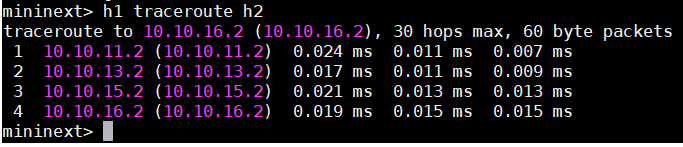 mininext> h1 traceroute h2
traceroute to 10.10.16.2 (10.10.16.2), 30 hops max, 60 byte packets
 1  10.10.11.2 (10.10.11.2)  0.024 ms  0.011 ms  0.007 ms
 2  10.10.13.2 (10.10.13.2)  0.017 ms  0.011 ms  0.009 ms
 3  10.10.15.2 (10.10.15.2)  0.021 ms  0.013 ms  0.013 ms
 4  10.10.16.2 (10.10.16.2)  0.019 ms  0.015 ms  0.015 ms
mininext>